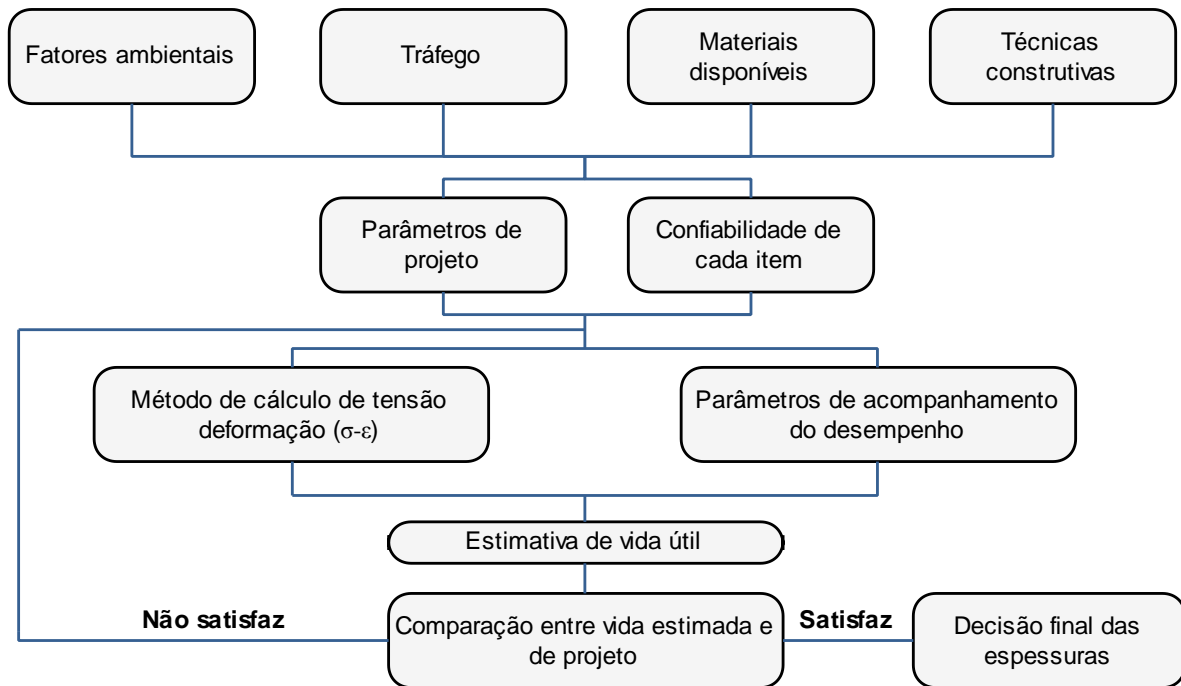 Fatores ambientais
Tráfego
Materiais
disponíveis
Técnicas
construtivas
Parâmetros de
projeto
Confiabilidade de
cada item
Método de cálculo de tensão
deformação (σ-ε)
Parâmetros de acompanhamento
do desempenho
Estimativa de vida útil
Não satisfaz
Comparação entre vida estimada e
de projeto
Satisfaz
Decisão final das
espessuras